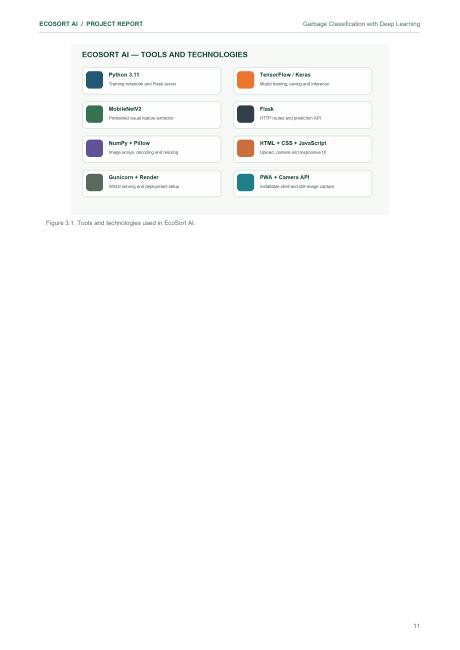 ECOSORT AI / PROJECT REPORT
Garbage Classification with Deep Learning
ECOSORT AI — TOOLS AND TECHNOLOGIES
Python 3.11
Training notebook and Flask server
TensorFlow / Keras
Model training, saving and inference
MobileNetV2
Pretrained visual feature extractor
Flask
HTTP routes and prediction API
NumPy + Pillow
Image arrays, decoding and resizing
HTML + CSS + JavaScript
Upload, camera and responsive UI
Gunicorn + Render
WSGI serving and deployment setup
PWA + Camera API
Installable shell and still-image capture
Figure 3.1. Tools and technologies used in EcoSort AI.
11